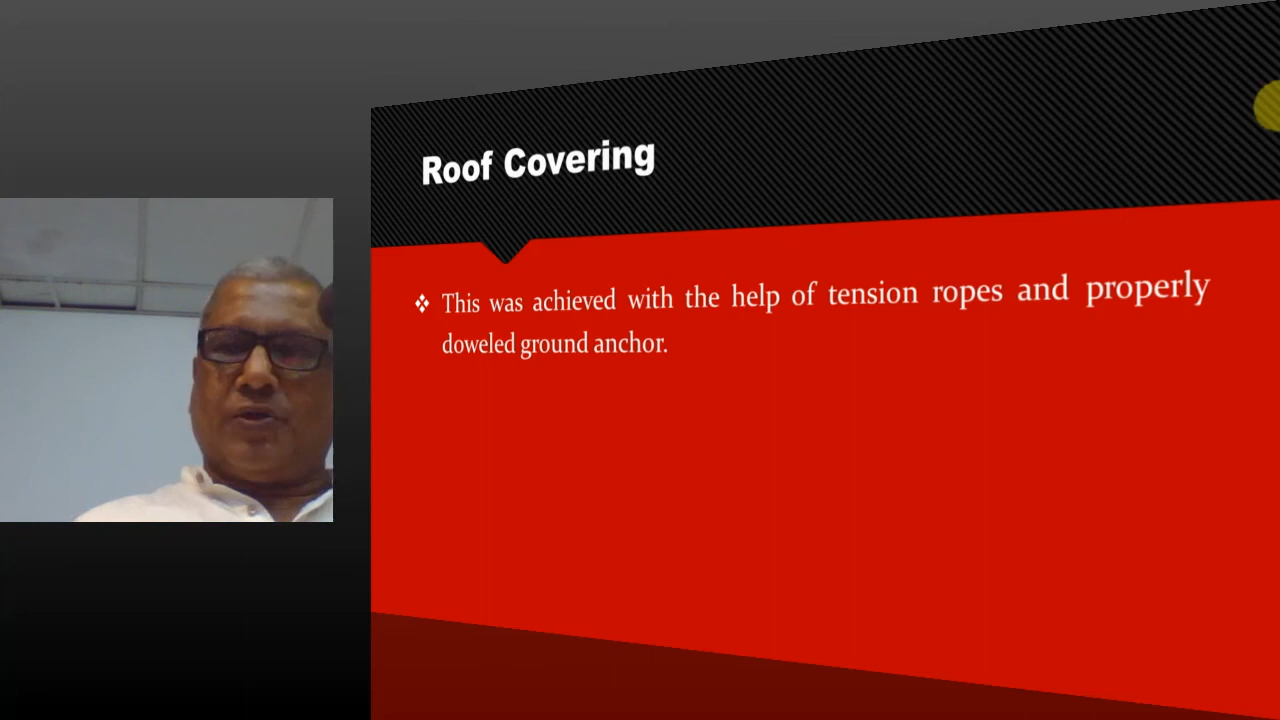 Roof Covering
❖ This was achieved with the help of tension ropes and properly
doweled ground anchor.